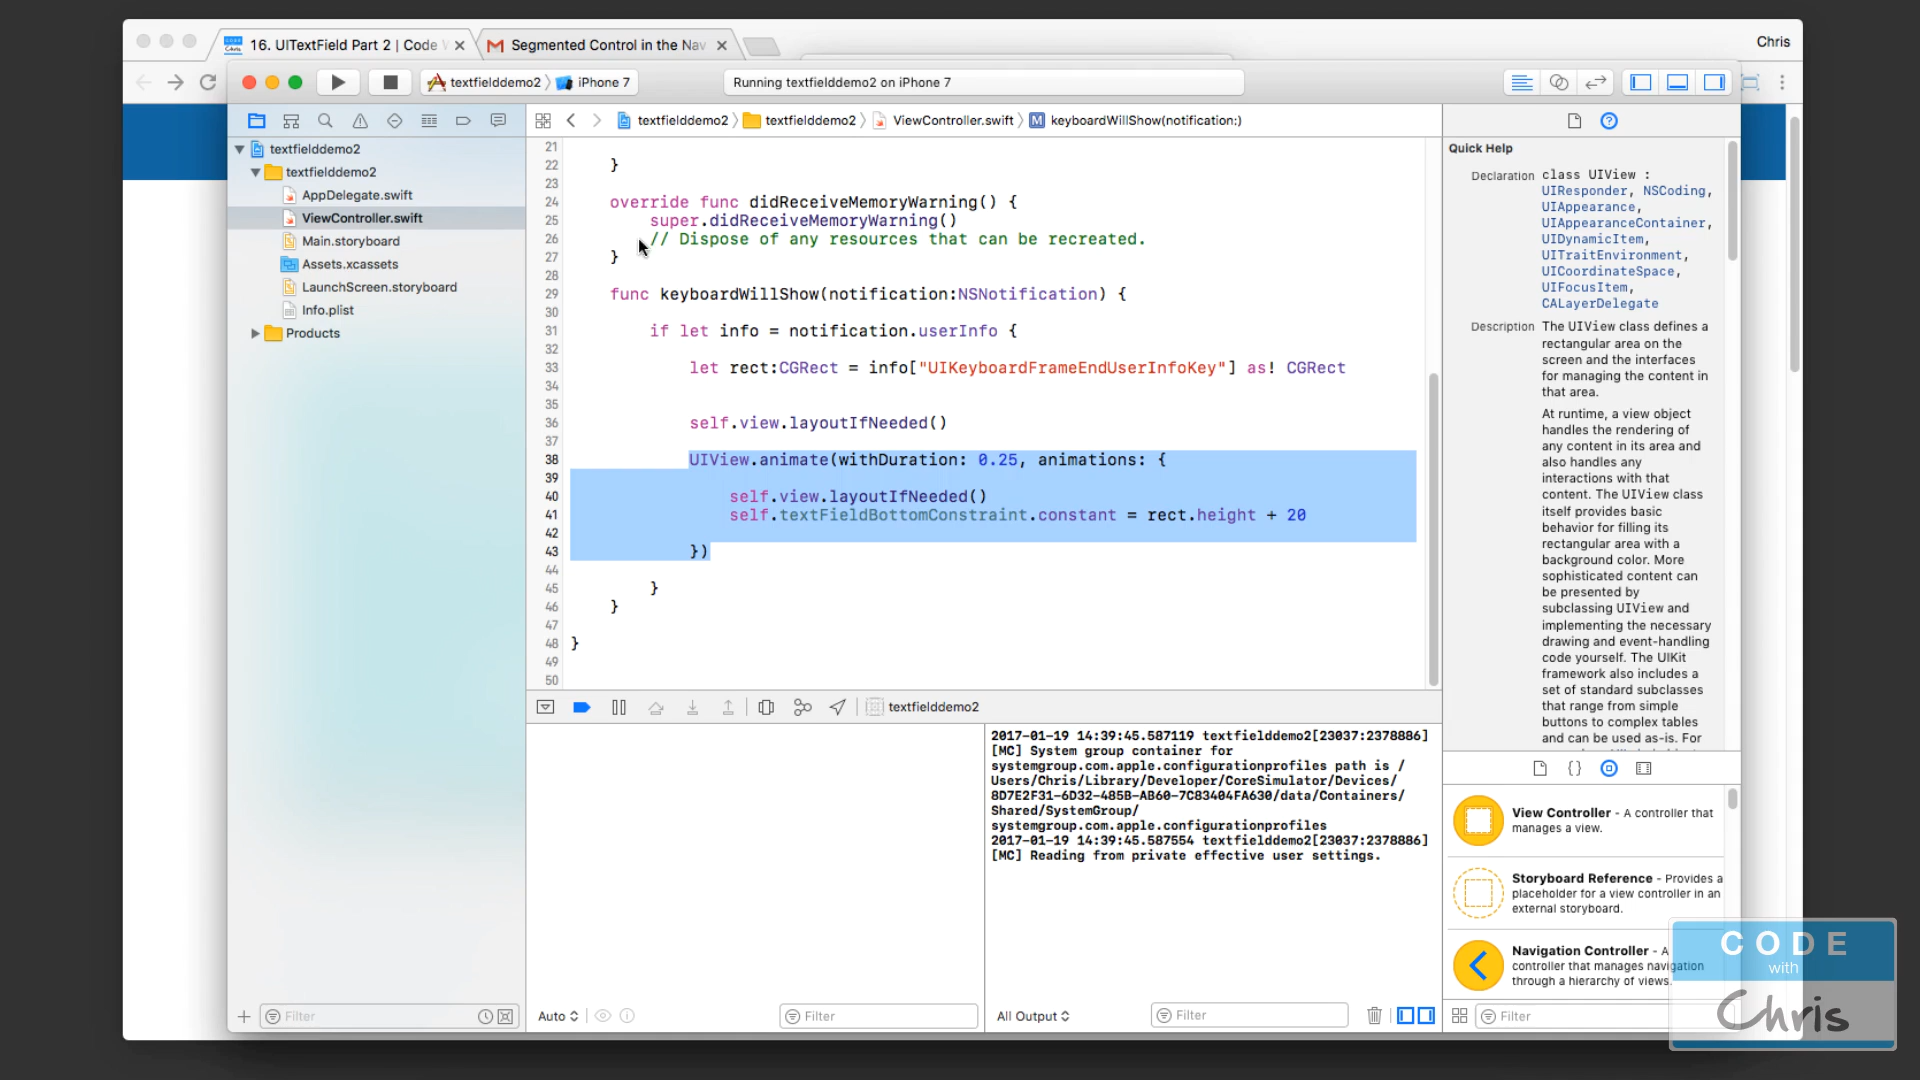 16. UITextField Part 2 | Code
Segmented Control in the Nav
Chris
textfielddemo2
iPhone 7
Running textfielddemo2 on iPhone 7
textfielddemo2
textfielddemo2
ViewController.swift
M
keyboardWillShow(notification:)
textfielddemo2
textfielddemo2
AppDelegate.swift
ViewController.swift
Main.storyboard
Assets.xcassets
LaunchScreen.storyboard
Info.plist
Products
Filter
21
22 }
23
24 override func didReceiveMemoryWarning() {
25 super.didReceiveMemoryWarning()
26 // Dispose of any resources that can be recreated.
27 }
28
29 func keyboardWillShow(notification:NSNotification) {
30
31 if let info = notification.userInfo {
32
33 let rect:CGRect = info["UIKeyboardFrameEndUserInfoKey"] as! CGRect
34
35
36 self.view.layoutIfNeeded()
37
38 UIView.animate(withDuration: 0.25, animations: {
39
40 self.view.layoutIfNeeded()
41 self.textFieldBottomConstraint.constant = rect.height + 20
42
43 })
44
45 }
46 }
47
48 }
49
50
textfielddemo2
Auto
Filter
2017-01-19 14:39:45.587119 textfielddemo2[23037:2378886]
[MC] System group container for
systemgroup.com.apple.configurationprofiles path is /
Users/Chris/Library/Developer/CoreSimulator/Devices/
8D7E2F31-6D32-485B-AB60-7C83404FA630/data/Containers/
Shared/SystemGroup/
systemgroup.com.apple.configurationprofiles
2017-01-19 14:39:45.587554 textfielddemo2[23037:2378886]
[MC] Reading from private effective user settings.
All Output
Filter
Quick Help
Declaration class UIView :
UIResponder, NSCoding,
UIAppearance,
UIAppearanceContainer,
UIDynamicItem,
UITraitEnvironment,
UICoordinateSpace,
UIFocusItem,
CALayerDelegate
Description The UIView class defines a
rectangular area on the
screen and the interfaces
for managing the content in
that area.
At runtime, a view object
handles the rendering of
any content in its area and
also handles any
interactions with that
content. The UIView class
itself provides basic
behavior for filling its
rectangular area with a
background color. More
sophisticated content can
be presented by
subclassing UIView and
implementing the necessary
drawing and event-handling
code yourself. The UIKit
framework also includes a
set of standard subclasses
that range from simple
buttons to complex tables
and can be used as-is. For
{}
View Controller - A controller that
manages a view.
Storyboard Reference - Provides a
placeholder for a view controller in an
external storyboard.
Navigation Controller - A
controller that manages navigation
through a hierarchy of views.
Filter
CODE
with
Chris